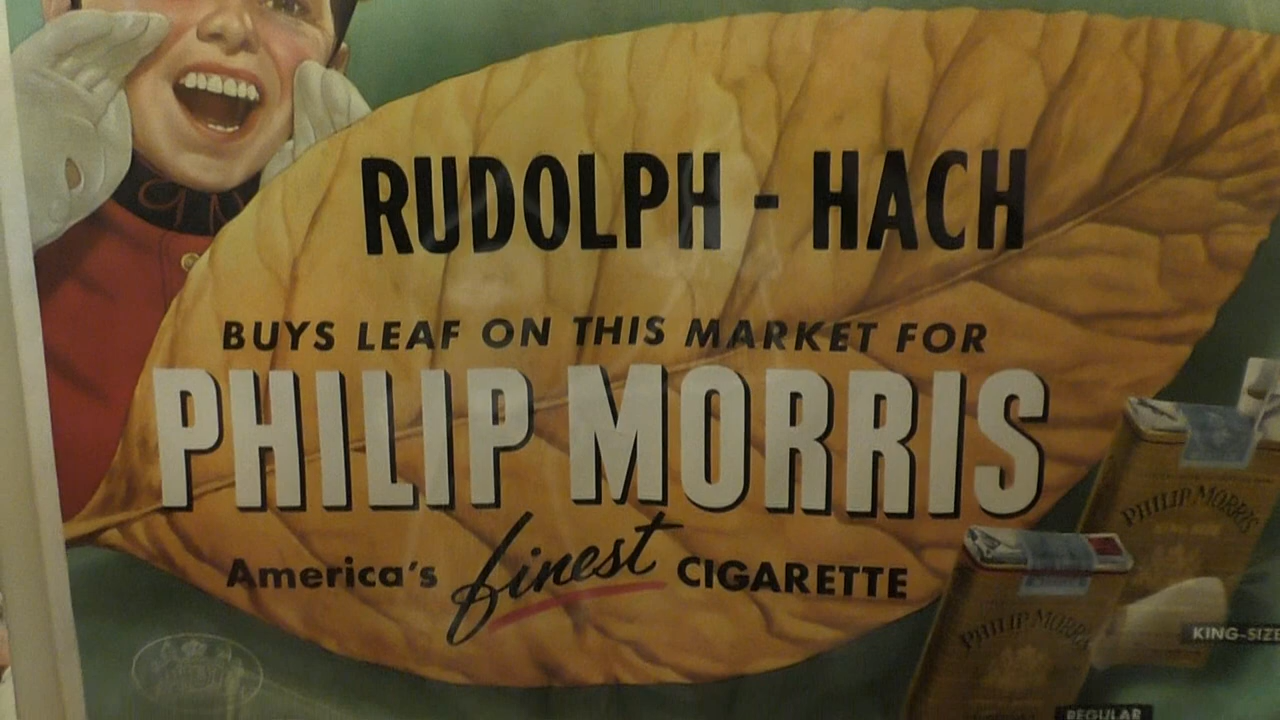 RUDOLPH - HACH
BUYS LEAF ON THIS MARKET FOR
PHILIP MORRIS
America's finest CIGARETTE
PHILIP MORRIS
PHILIP MORRIS
KING-SIZE
REGULAR